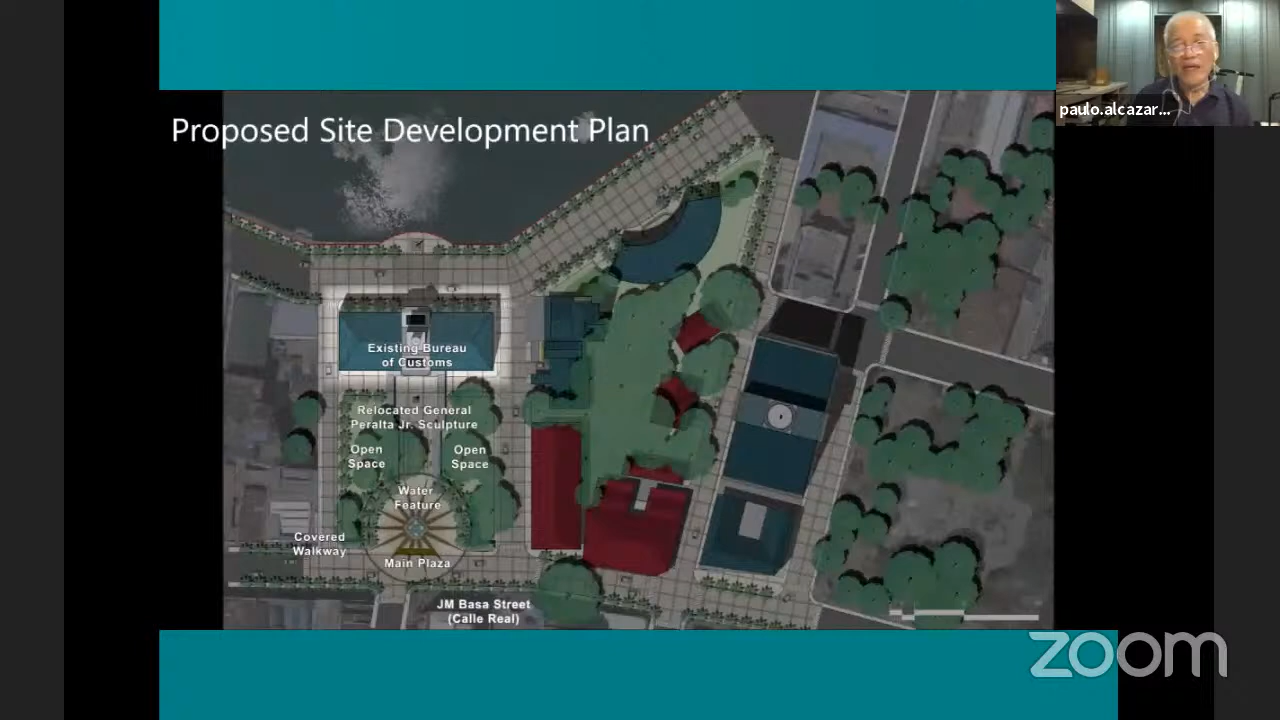 paulo.alcazar...
Proposed Site Development Plan
Existing Bureau
of Customs
Relocated General
Peralta Jr. Sculpture
Open
Space
Open
Space
Water
Feature
Covered
Walkway
Main Plaza
JM Basa Street
(Calle Real)
zoom